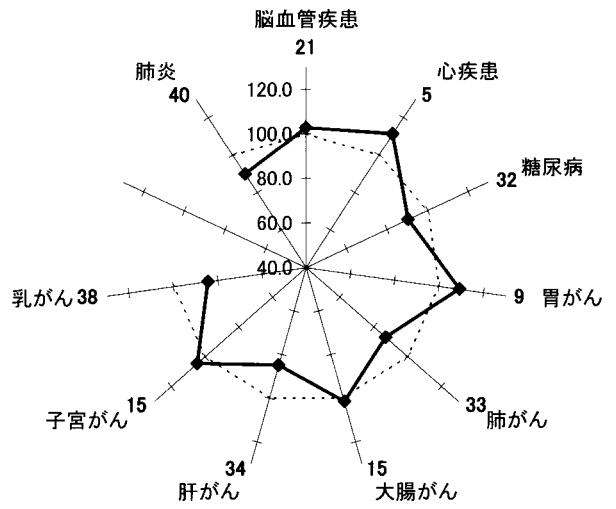 脳血管疾患
21
肺炎
40
心疾患
5
120.0
100.0
80.0
60.0
40.0
糖尿病
32
乳がん 38
9 胃がん
子宮がん
15
33
肺がん
34
肝がん
15
大腸がん